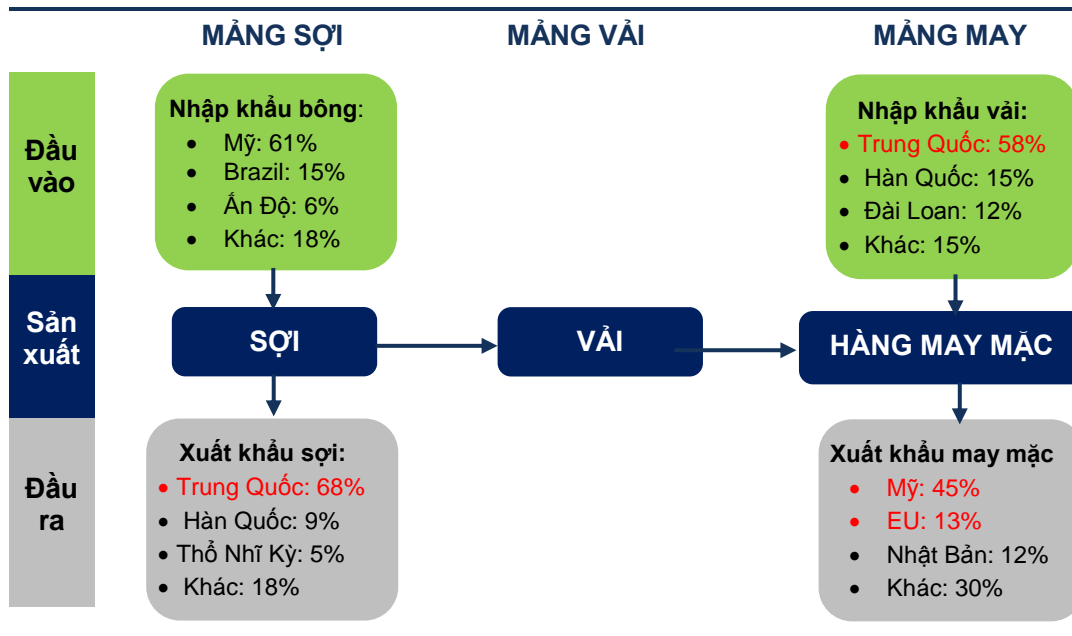 MẢNG SỢI
MẢNG VẢI
MẢNG MAY
Đầu
vào
Nhập khẩu bông:
• Mỹ: 61%
• Brazil: 15%
• Ấn Độ: 6%
• Khác: 18%
Nhập khẩu vải:
• Trung Quốc: 58%
• Hàn Quốc: 15%
• Đài Loan: 12%
• Khác: 15%
Sản
xuất
SỢI
VẢI
HÀNG MAY MẶC
Đầu
ra
Xuất khẩu sợi:
• Trung Quốc: 68%
• Hàn Quốc: 9%
• Thổ Nhĩ Kỳ: 5%
• Khác: 18%
Xuất khẩu may mặc
• Mỹ: 45%
• EU: 13%
• Nhật Bản: 12%
• Khác: 30%